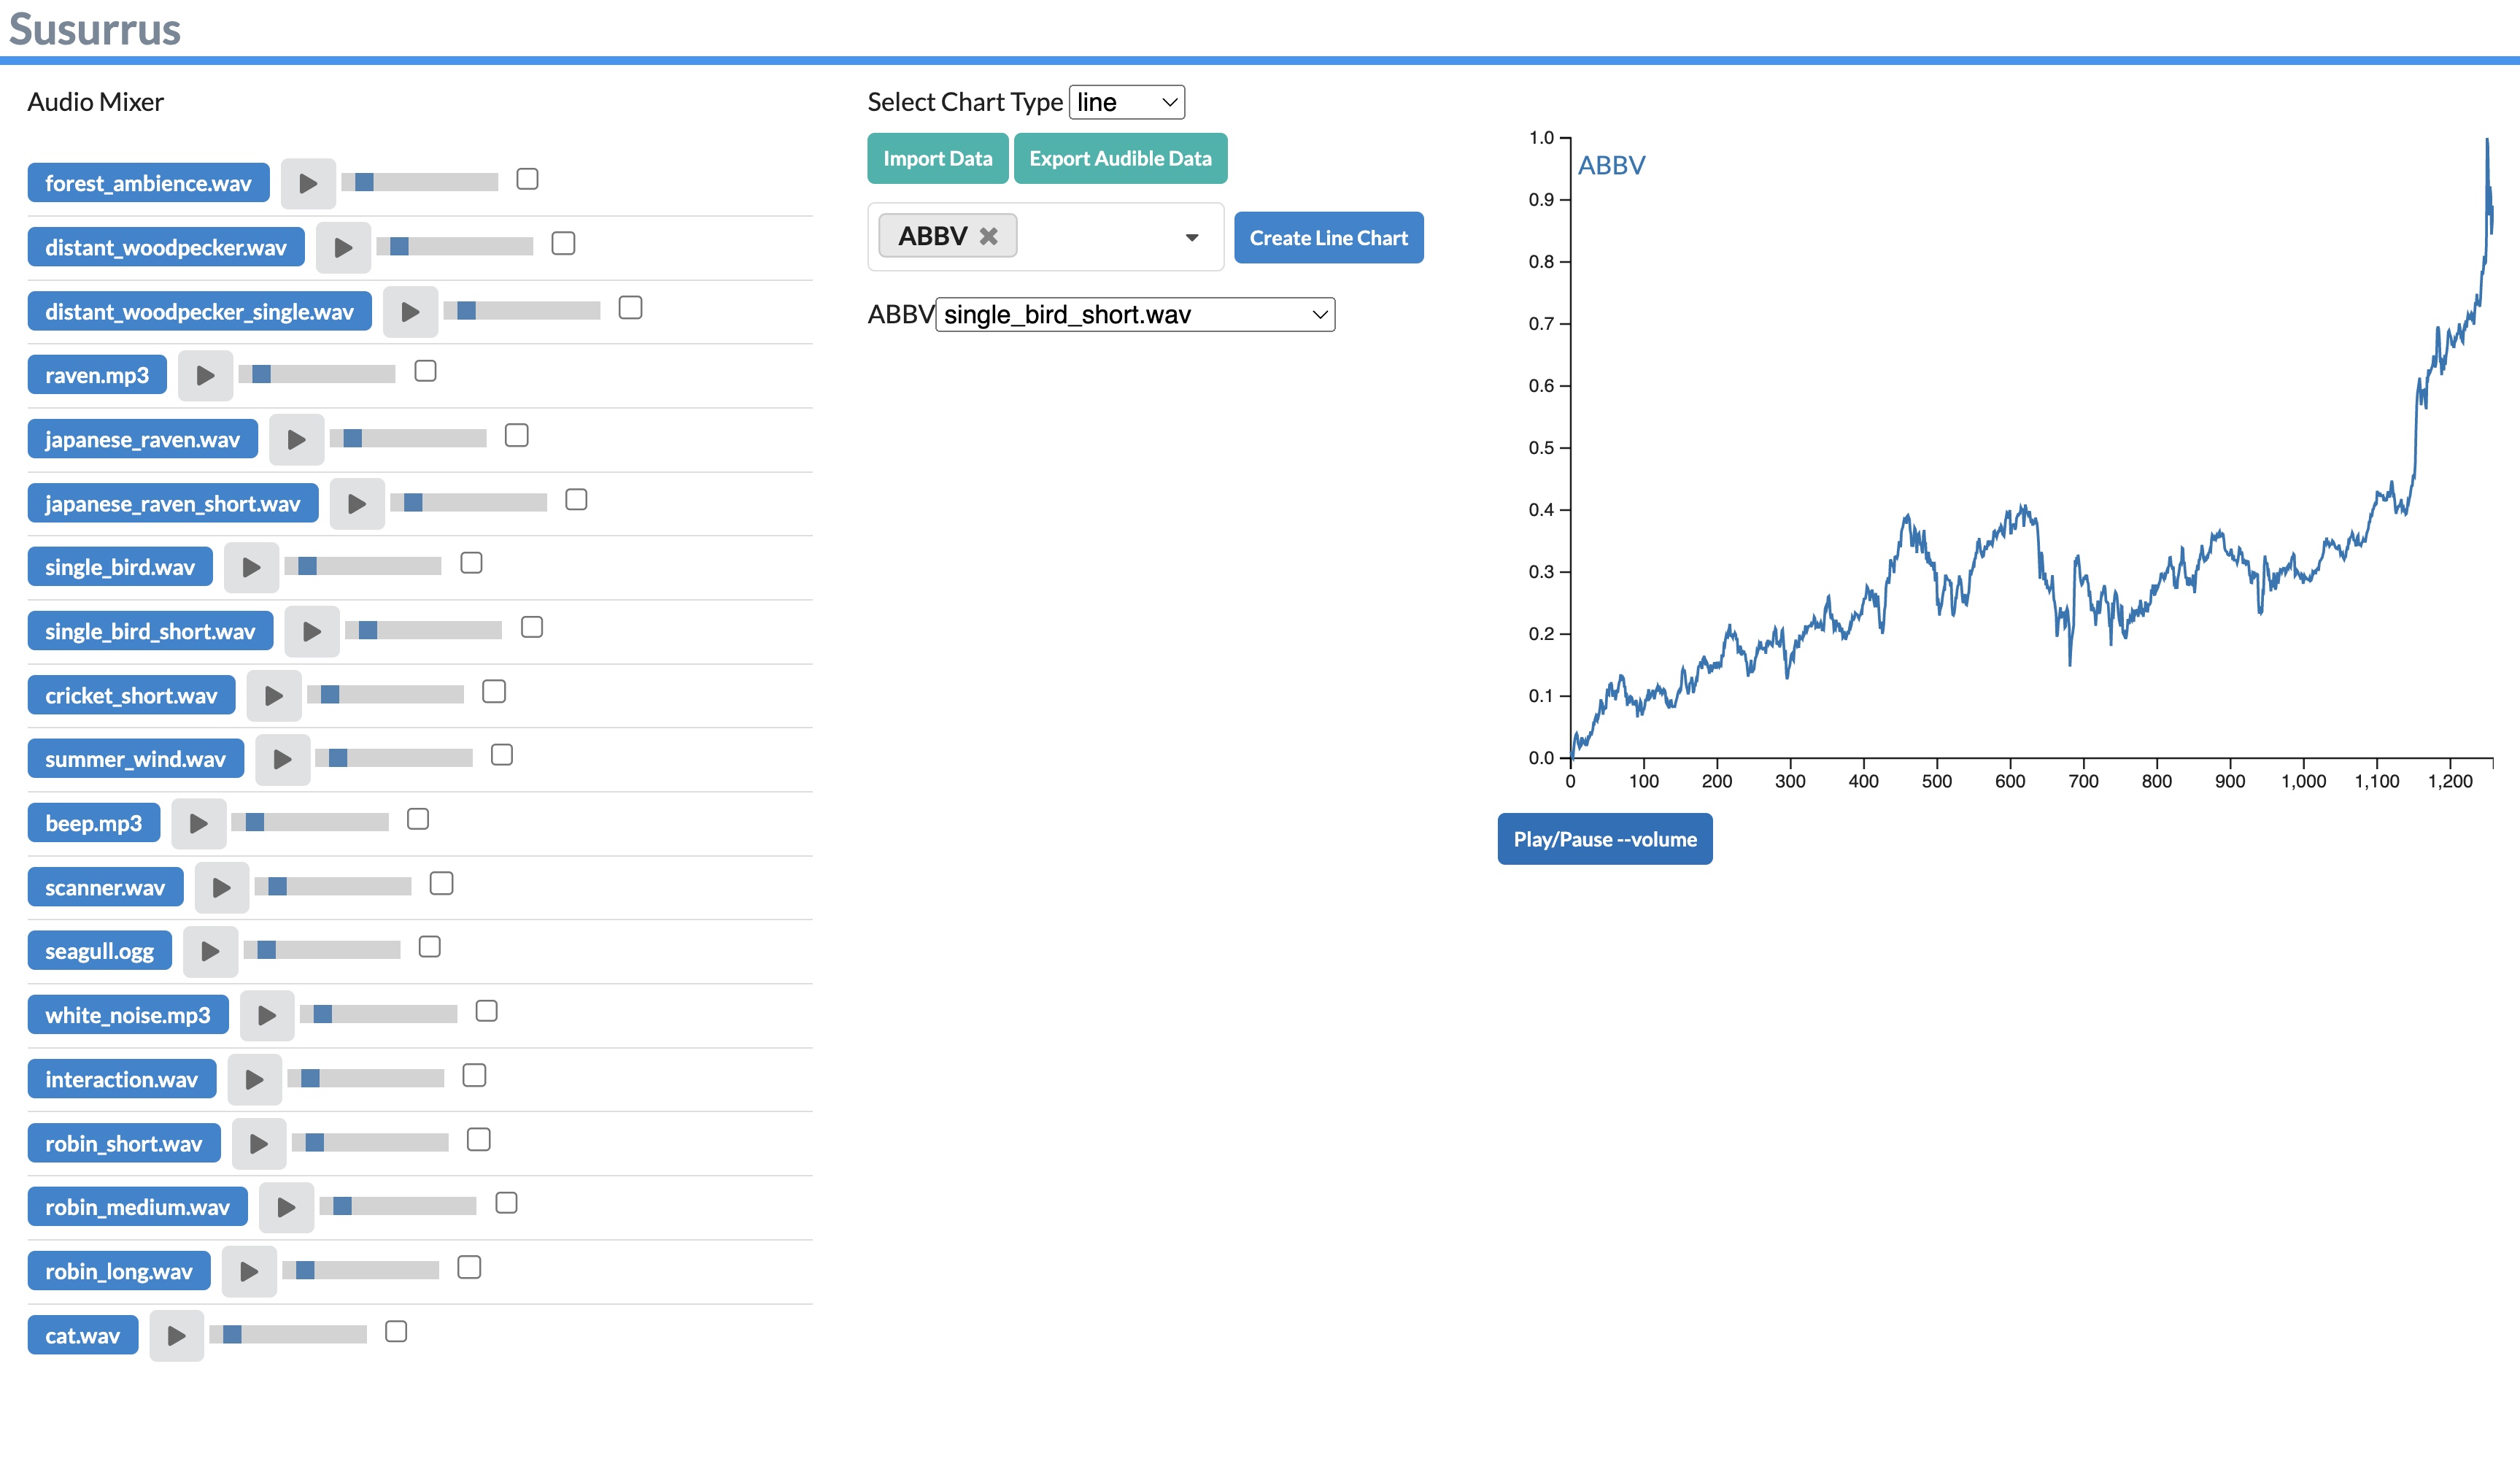 Susurrus
Audio Mixer
forest_ambience.wav
distant_woodpecker.wav
distant_woodpecker_single.wav
raven.mp3
japanese_raven.wav
japanese_raven_short.wav
single_bird.wav
single_bird_short.wav
cricket_short.wav
summer_wind.wav
beep.mp3
scanner.wav
seagull.ogg
white_noise.mp3
interaction.wav
robin_short.wav
robin_medium.wav
robin_long.wav
cat.wav
Select Chart Type line
Import Data Export Audible Data
ABBV Create Line Chart
ABBV single_bird_short.wav
ABBV
1.0
0.9
0.8
0.7
0.6
0.5
0.4
0.3
0.2
0.1
0.0
0 100 200 300 400 500 600 700 800 900 1,000 1,100 1,200
Play/Pause --volume